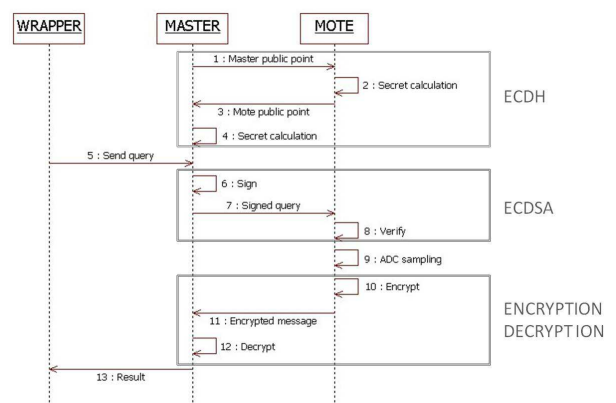 WRAPPER
MASTER
MOTE
1 : Master public point
2 : Secret calculation
ECDH
3 : Mote public point
4 : Secret calculation
5 : Send query
6 : Sign
7 : Signed query
ECDSA
8 : Verify
9 : ADC sampling
10 : Encrypt
11 : Encrypted message
ENCRYPTION
DECRYPTION
12 : Decrypt
13 : Result